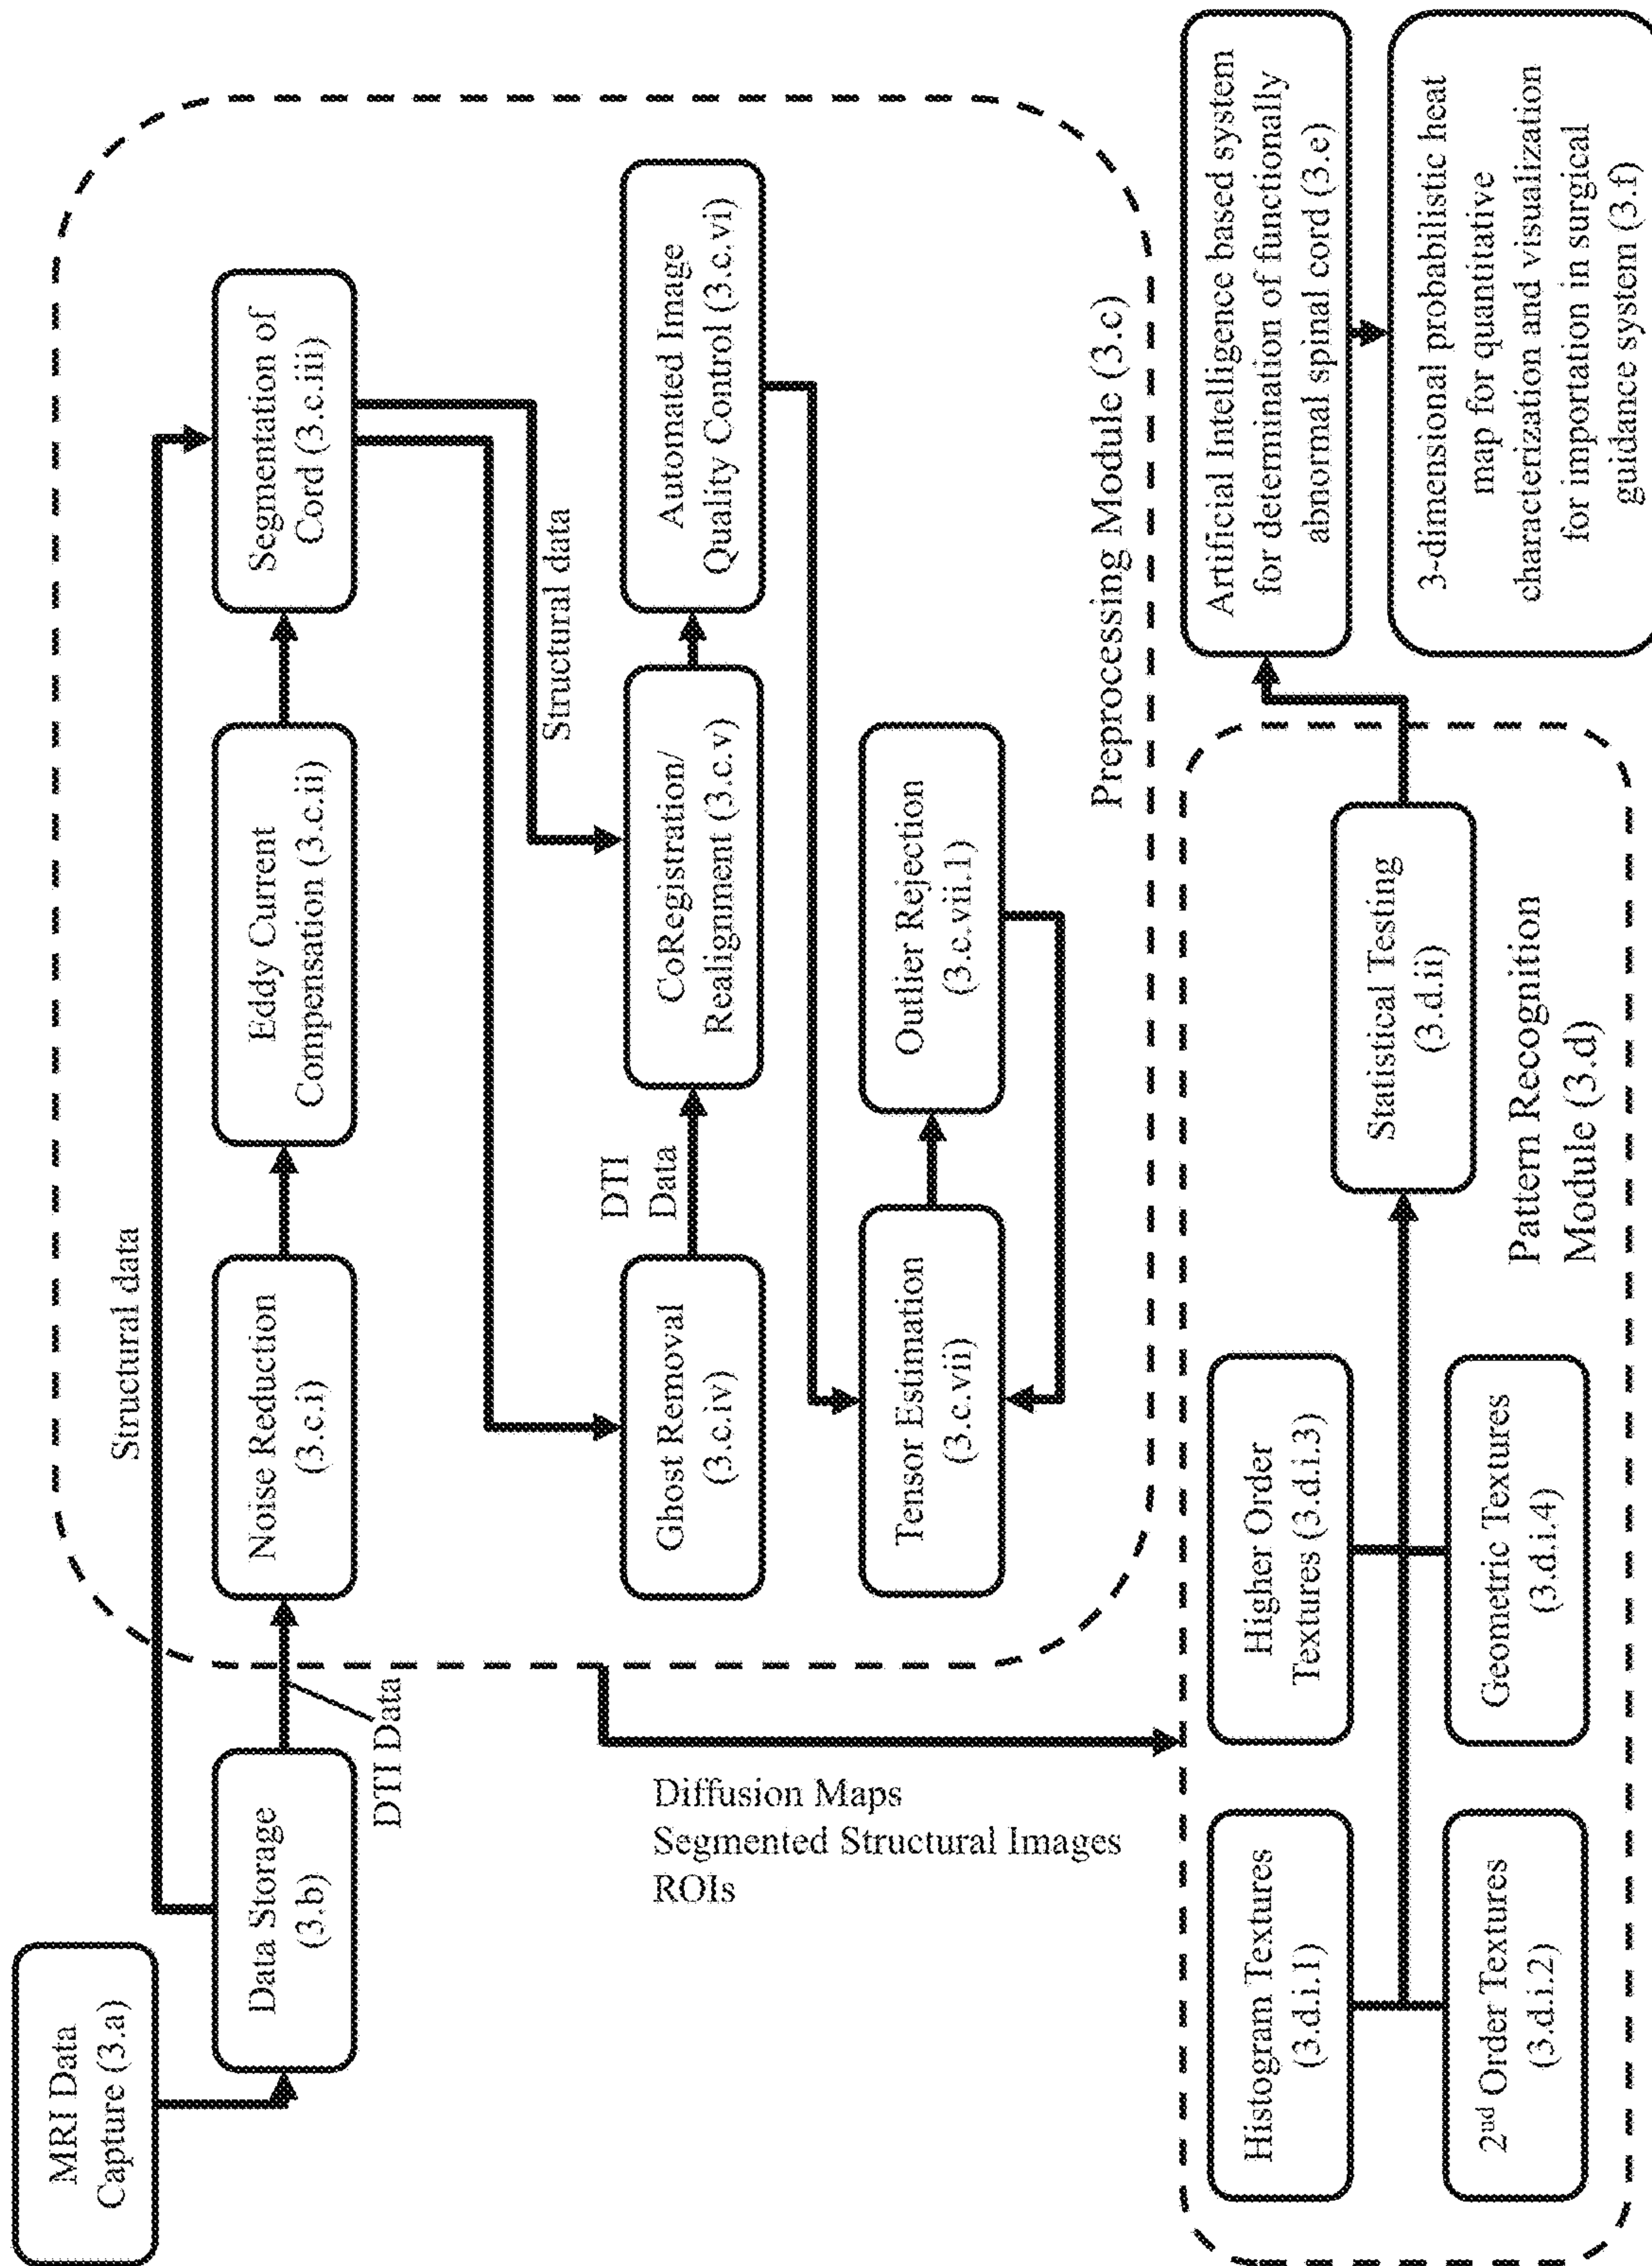 MRI Data
Capture (3.a)
Data Storage
(3.b)
Structural data
DTI Data
Noise Reduction
(3.c.i)
Eddy Current
Compensation (3.c.ii)
Segmentation of
Cord (3.c.iii)
Structural data
Ghost Removal
(3.c.iv)
DTI
Data
CoRegistration/
Realignment (3.c.v)
Automated Image
Quality Control (3.c.vi)
Tensor Estimation
(3.c.vii)
Outlier Rejection
(3.c.vii.1)
Preprocessing Module (3.c)
Diffusion Maps
Segmented Structural Images
ROIs
Histogram Textures
(3.d.i.1)
Higher Order
Textures (3.d.i.3)
2nd Order Textures
(3.d.i.2)
Geometric Textures
(3.d.i.4)
Statistical Testing
(3.d.ii)
Pattern Recognition
Module (3.d)
Artificial Intelligence based system
for determination of functionally
abnormal spinal cord (3.e)
3-dimensional probabilistic heat
map for quantitative
characterization and visualization
for importation in surgical
guidance system (3.f)